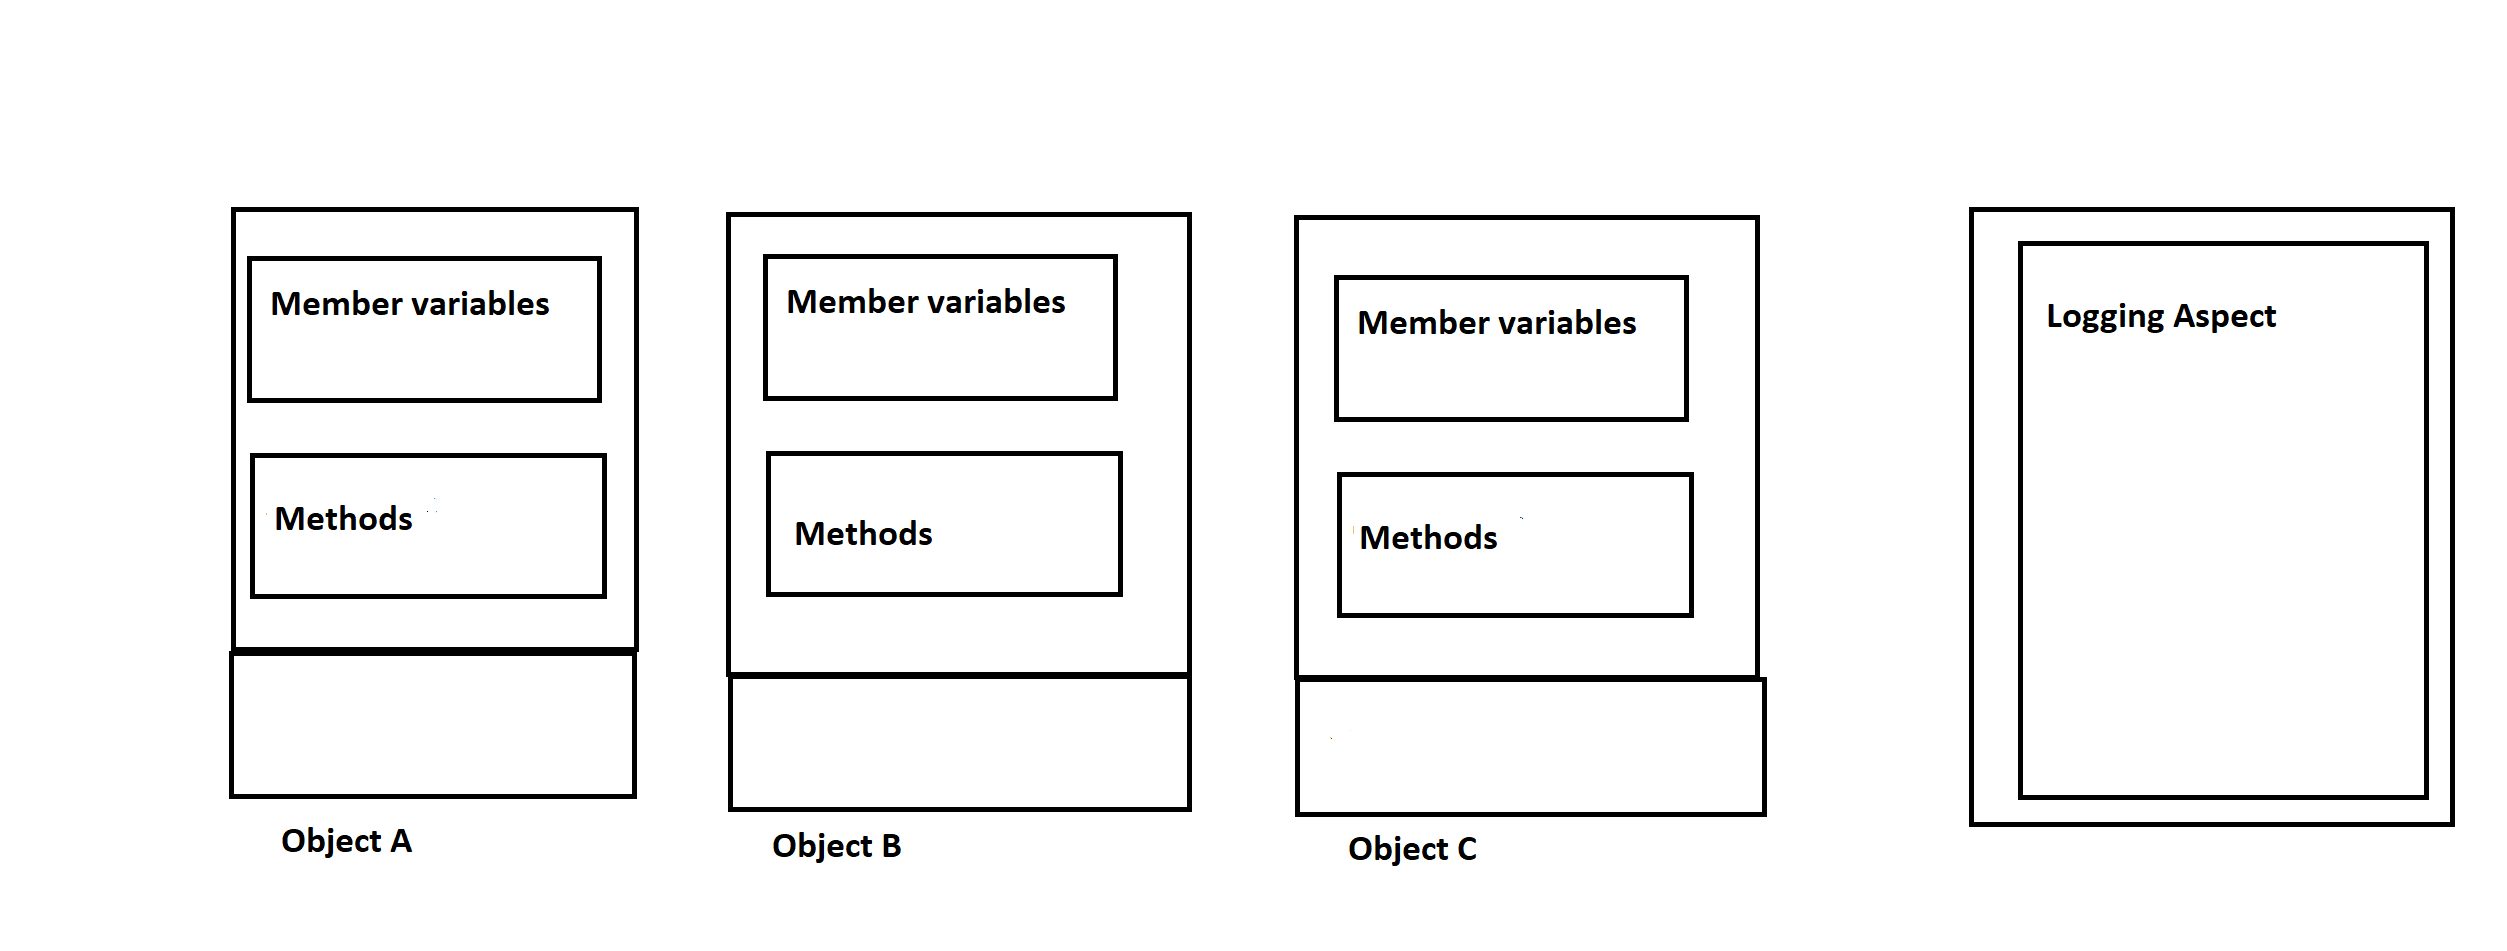 Member variables
Methods
Object A
Member variables
Methods
Object B
Member variables
Methods
Object C
Logging Aspect